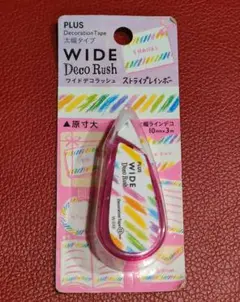 PLUS
DecorationTape
太幅タイプ
WIDE
Deco Rush
ワイドデコラッシュ
ストライプレインボー
▲原寸大
幅ラインデコ
10mm×3m
PLUS
WIDE
Deco Rush
Decoration Tape